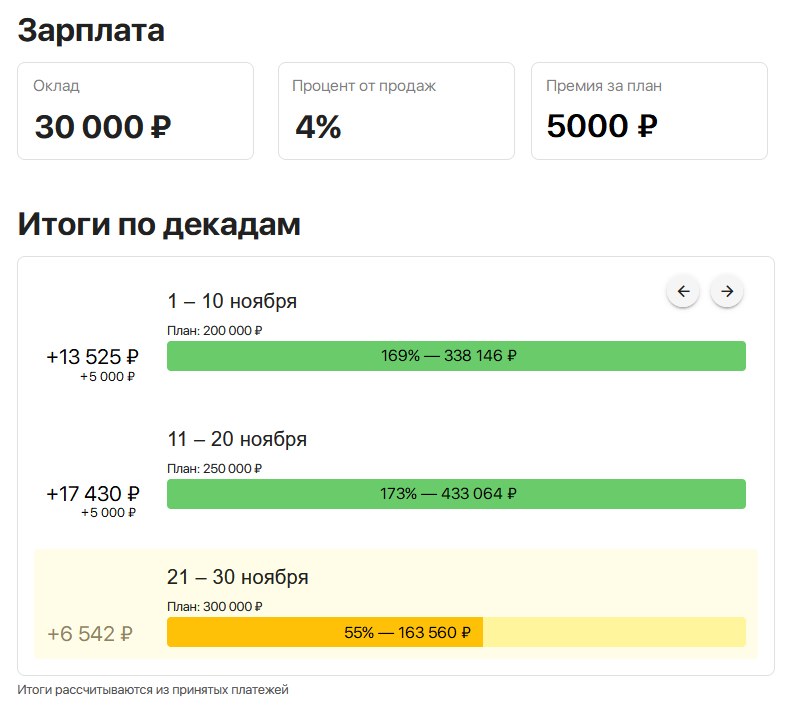 Зарплата
Оклад
30 000 ₽
Процент от продаж
4%
Премия за план
5000 ₽
Итоги по декадам
← →
1 – 10 ноября
План: 200 000 ₽
+13 525 ₽
169% — 338 146 ₽
+5 000 ₽
11 – 20 ноября
План: 250 000 ₽
+17 430 ₽
173% — 433 064 ₽
+5 000 ₽
21 – 30 ноября
План: 300 000 ₽
+6 542 ₽
55% — 163 560 ₽
Итоги рассчитываются из принятых платежей